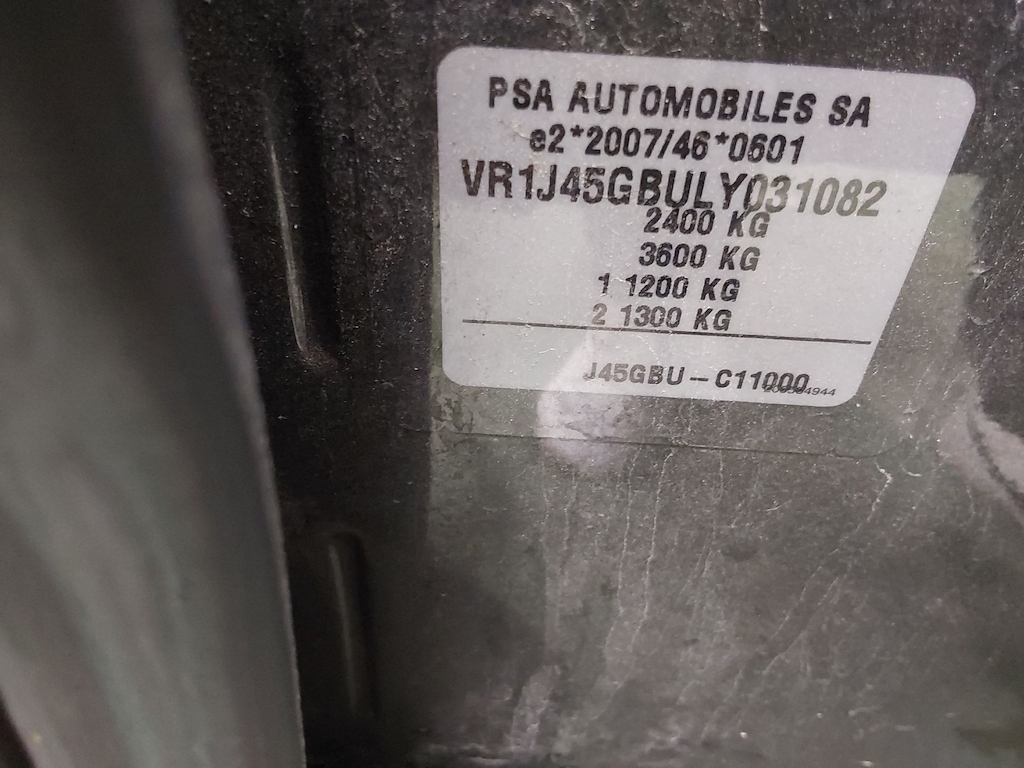 PSA AUTOMOBILES SA
e2*2007/46*0601
VR1J45GBULY031082
2400 KG
3600 KG
1 1200 KG
2 1300 KG
J45GBU - C11000